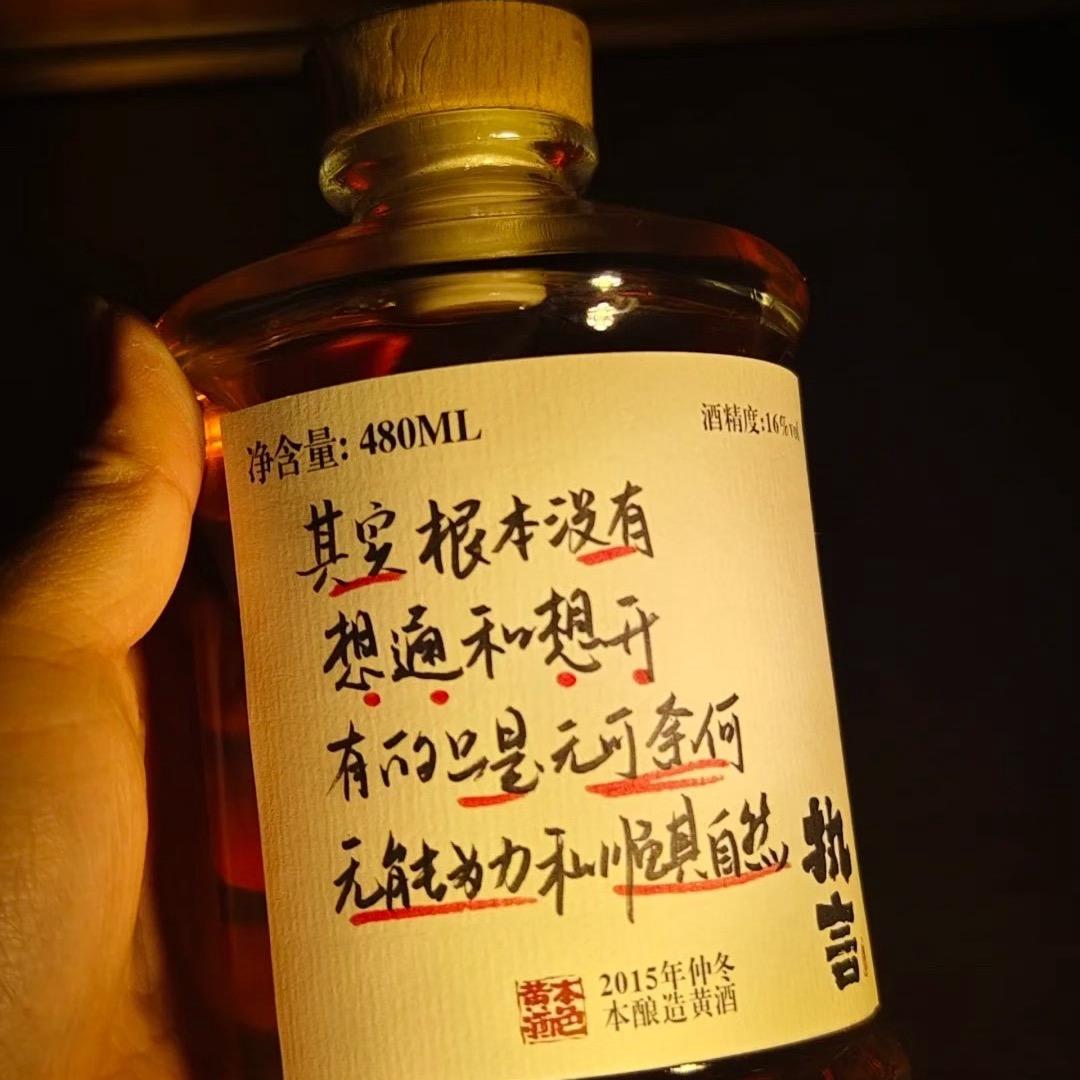 净含量: 480ML
酒精度:16%vol
其实根本没有
想通和想开
有的只是无可奈何
无能为力和顺其自然
执言
本色黄酒
2015年仲冬
本酿造黄酒